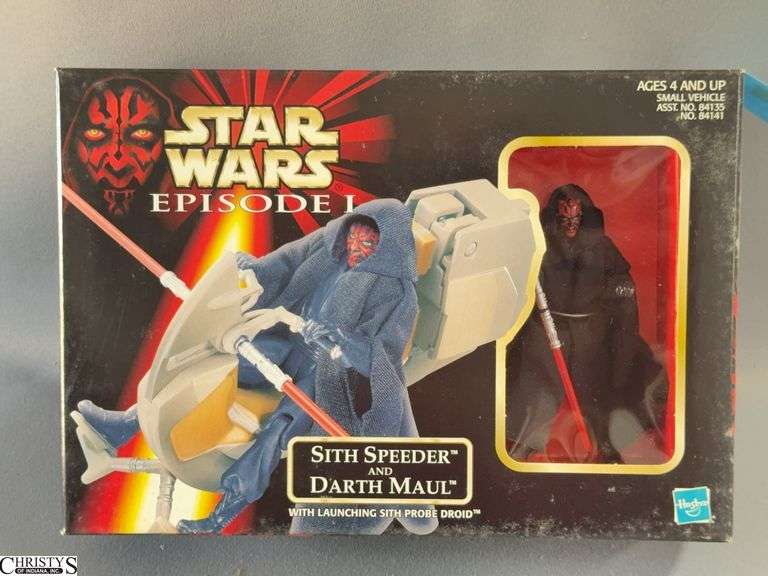 AGES 4 AND UP
SMALL VEHICLE
ASST. NO. 84135
NO. 84141
STAR
WARS®
EPISODE I
SITH SPEEDER™
AND
DARTH MAUL™
WITH LAUNCHING SITH PROBE DROID™
Hasbro
CHRISTYS
OF INDIANA, INC.